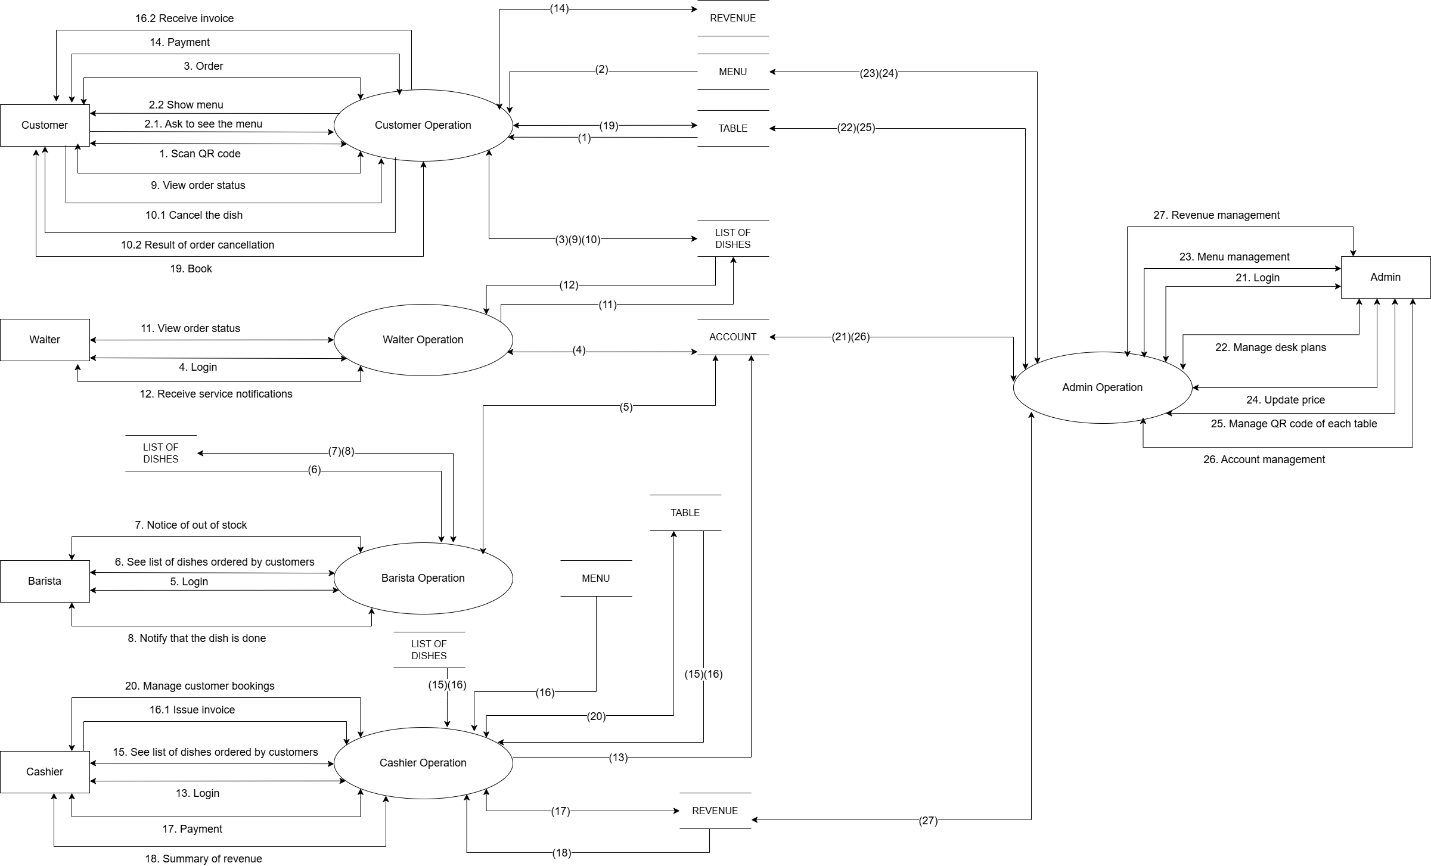 16.2 Receive invoice
14. Payment
3. Order
2.2 Show menu
2.1. Ask to see the menu
Customer
1. Scan QR code
9. View order status
10.1 Cancel the dish
10.2 Result of order cancellation
19. Book
Customer Operation
(14)
REVENUE
(2)
MENU
(23)(24)
(19)
(1)
TABLE
(22)(25)
(3)(9)(10)
LIST OF
DISHES
(12)
(11)
11. View order status
Waiter
4. Login
12. Receive service notifications
Waiter Operation
(4)
ACCOUNT
(21)(26)
(5)
27. Revenue management
23. Menu management
21. Login
Admin
22. Manage desk plans
Admin Operation
24. Update price
25. Manage QR code of each table
26. Account management
LIST OF
DISHES
(7)(8)
(6)
7. Notice of out of stock
6. See list of dishes ordered by customers
5. Login
Barista
8. Notify that the dish is done
Barista Operation
MENU
TABLE
LIST OF
DISHES
(15)(16)
(16)
(20)
(15)(16)
(13)
20. Manage customer bookings
16.1 Issue invoice
15. See list of dishes ordered by customers
Cashier
13. Login
17. Payment
18. Summary of revenue
Cashier Operation
(17)
REVENUE
(18)
(27)